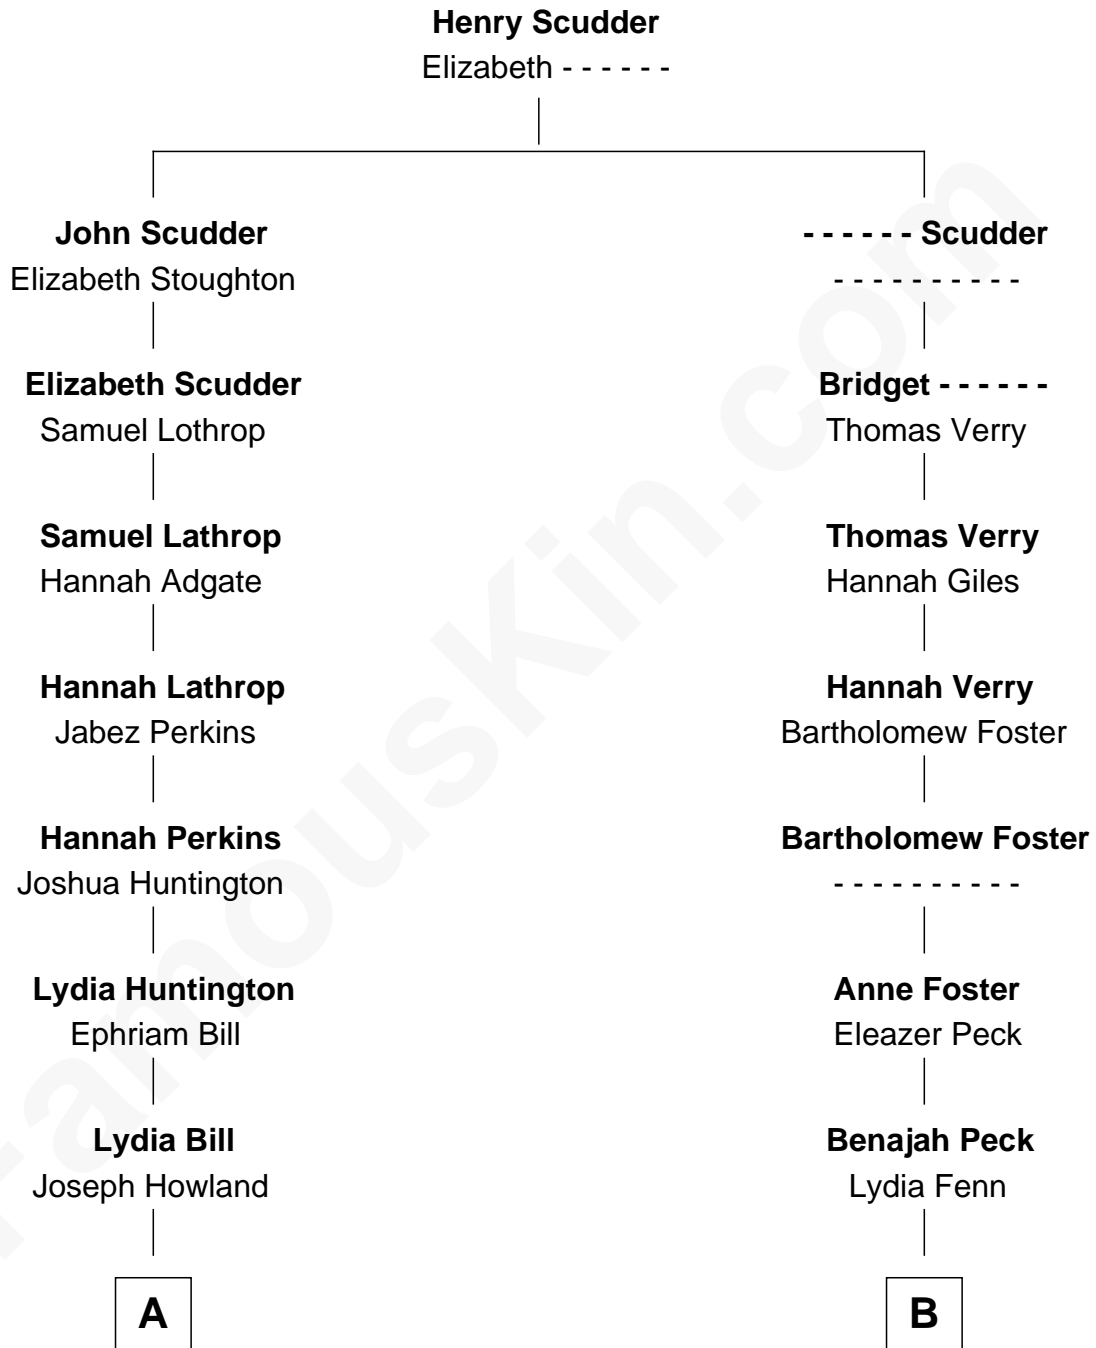 Henry Scudder
Elizabeth - - - - - -
John Scudder
Elizabeth Stoughton
- - - - - - Scudder
- - - - - - - - - -
Elizabeth Scudder
Samuel Lothrop
Bridget - - - - - -
Thomas Verry
Samuel Lathrop
Hannah Adgate
Thomas Verry
Hannah Giles
Hannah Lathrop
Jabez Perkins
Hannah Verry
Bartholomew Foster
Hannah Perkins
Joshua Huntington
Bartholomew Foster
- - - - - - - - - -
Lydia Huntington
Ephriam Bill
Anne Foster
Eleazer Peck
Lydia Bill
Joseph Howland
Benajah Peck
Lydia Fenn
A
B
FamousKin.com